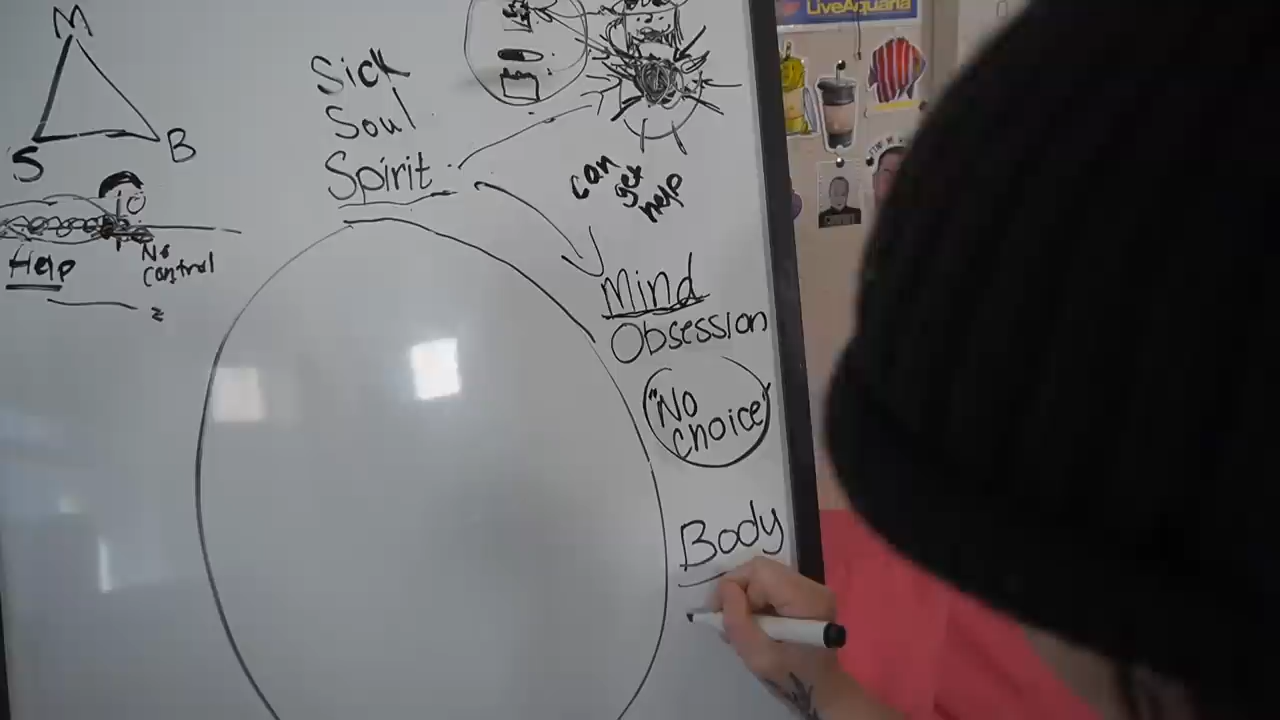 M
S
B
Help
No
control
Sick
Soul
Spirit
can
get
help
Mind
Obsession
"No
choice"
Body
LiveAquaria